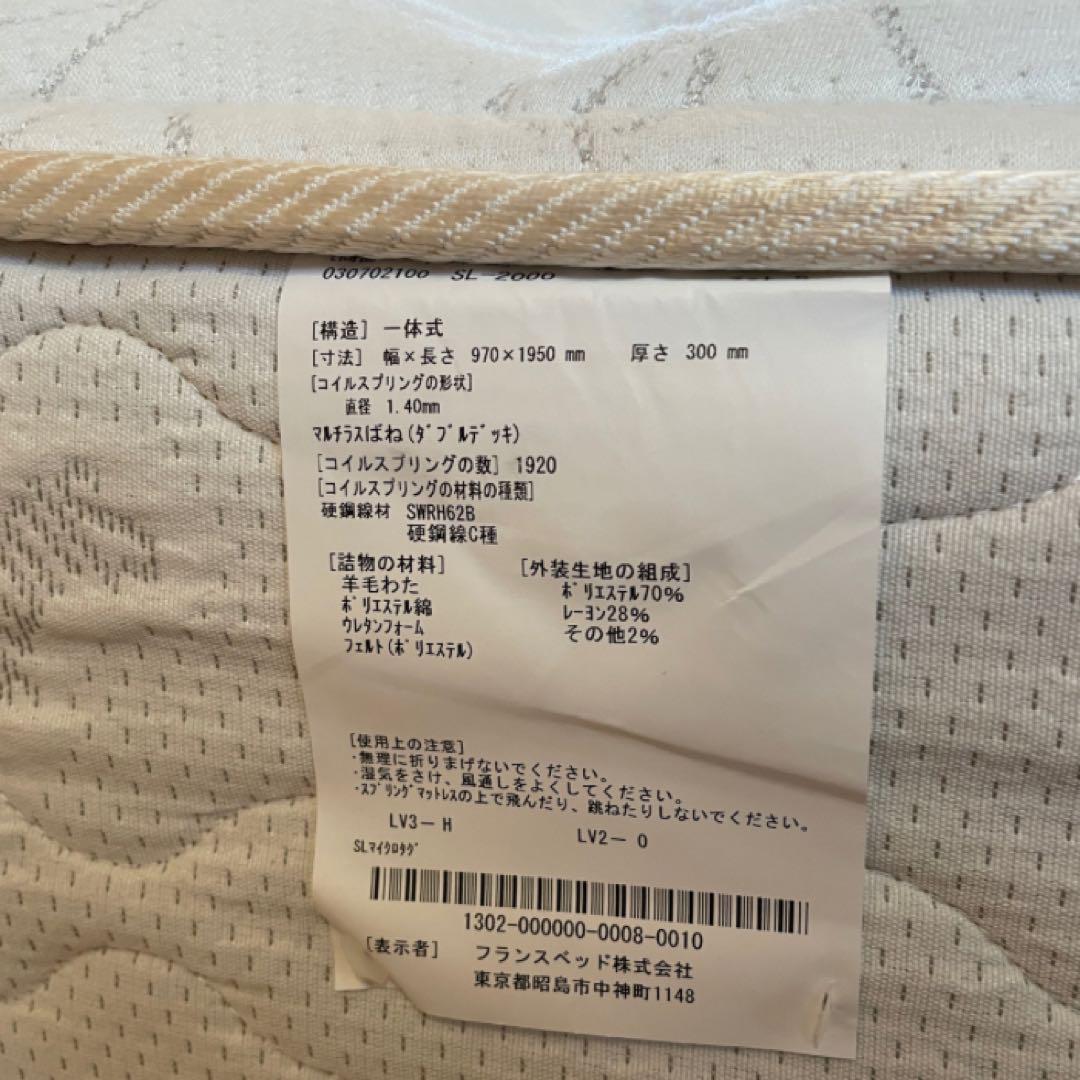 030702100 SL-2000
[構造] 一体式
[寸法] 幅×長さ 970×1950 mm 厚さ 300 mm
[コイルスプリングの形状]
直径 1.40mm
ﾏﾙﾁﾗｽばね(ﾀﾞﾌﾞﾙﾃﾞｯｷ)
[コイルスプリングの数] 1920
[コイルスプリングの材料の種類]
硬鋼線材 SWRH62B
硬鋼線C種
[詰物の材料] [外装生地の組成]
羊毛わた ﾎﾟﾘｴｽﾃﾙ70%
ﾎﾟﾘｴｽﾃﾙ綿 ﾚｰﾖﾝ28%
ｳﾚﾀﾝﾌｫｰﾑ その他2%
ﾌｪﾙﾄ(ﾎﾟﾘｴｽﾃﾙ)
[使用上の注意]
・無理に折りまげないでください。
・湿気をさけ、風通しをよくしてください。
・ｽﾌﾟﾘﾝｸﾞﾏｯﾄﾚｽの上で飛んだり、跳ねたりしないでください。
LV3－H LV2－O
SLﾏｲｸﾛﾀｸﾞ
1302-000000-0008-0010
[表示者] フランスベッド株式会社
東京都昭島市中神町1148